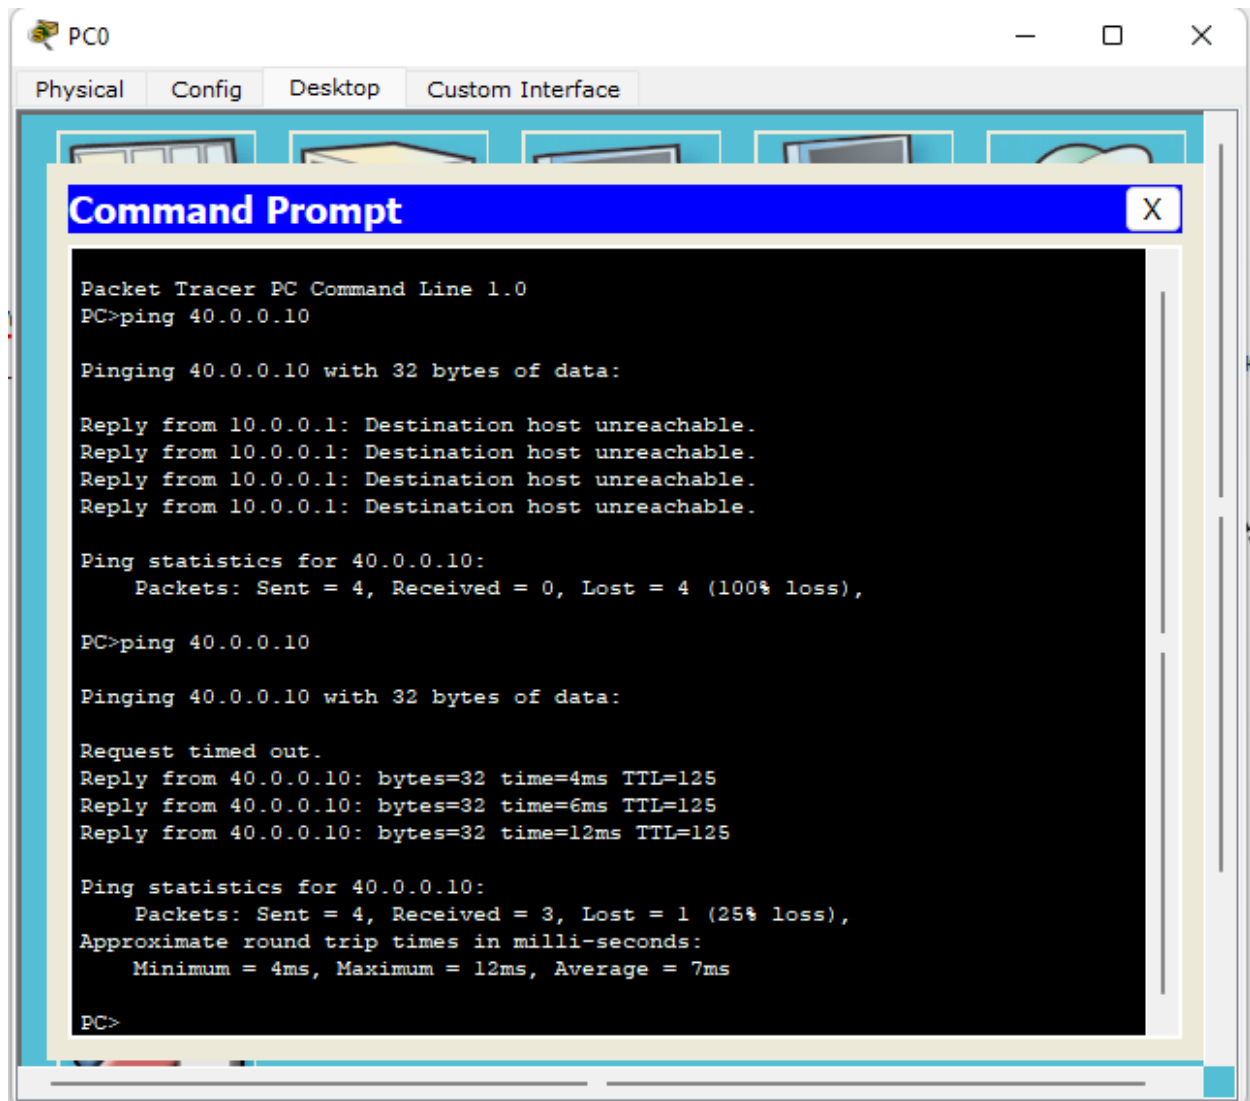 PC0
Physical Config Desktop Custom Interface
Command Prompt X
Packet Tracer PC Command Line 1.0
PC>ping 40.0.0.10
Pinging 40.0.0.10 with 32 bytes of data:
Reply from 10.0.0.1: Destination host unreachable.
Reply from 10.0.0.1: Destination host unreachable.
Reply from 10.0.0.1: Destination host unreachable.
Reply from 10.0.0.1: Destination host unreachable.
Ping statistics for 40.0.0.10:
Packets: Sent = 4, Received = 0, Lost = 4 (100% loss),
PC>ping 40.0.0.10
Pinging 40.0.0.10 with 32 bytes of data:
Request timed out.
Reply from 40.0.0.10: bytes=32 time=4ms TTL=125
Reply from 40.0.0.10: bytes=32 time=6ms TTL=125
Reply from 40.0.0.10: bytes=32 time=12ms TTL=125
Ping statistics for 40.0.0.10:
Packets: Sent = 4, Received = 3, Lost = 1 (25% loss),
Approximate round trip times in milli-seconds:
Minimum = 4ms, Maximum = 12ms, Average = 7ms
PC>